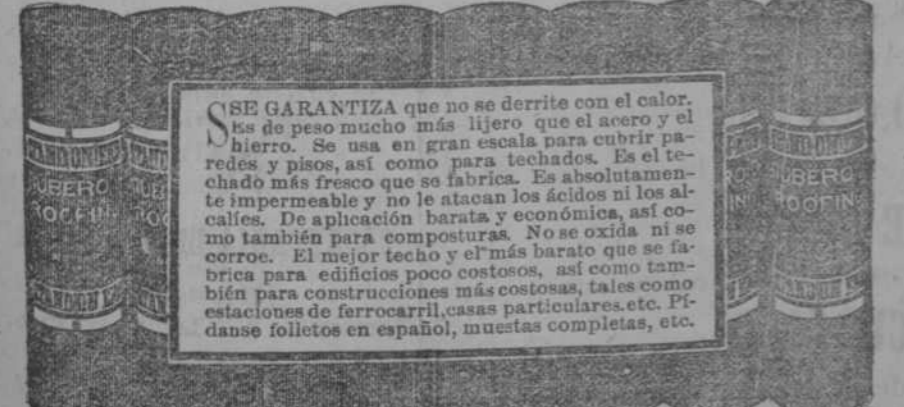 SSE GARANTIZA que no se derrite con el calor.
Es de peso mucho más lijero que el acero y el
hierro. Se usa en gran escala para cubrir pa-
redes y pisos, así como para techados. Es el te-
chado más fresco que se fabrica. Es absolutamen-
te impermeable y no le atacan los ácidos ni los al-
calíes. De aplicación barata y económica, así co-
mo también para composturas. No se oxida ni se
corroe. El mejor techo y el más barato que se fa-
brica para edificios poco costosos, así como tam-
bién para construcciones más costosas, tales como
estaciones de ferrocarril, casas particulares. etc. Pí-
danse folletos en español, muestas completas, etc.